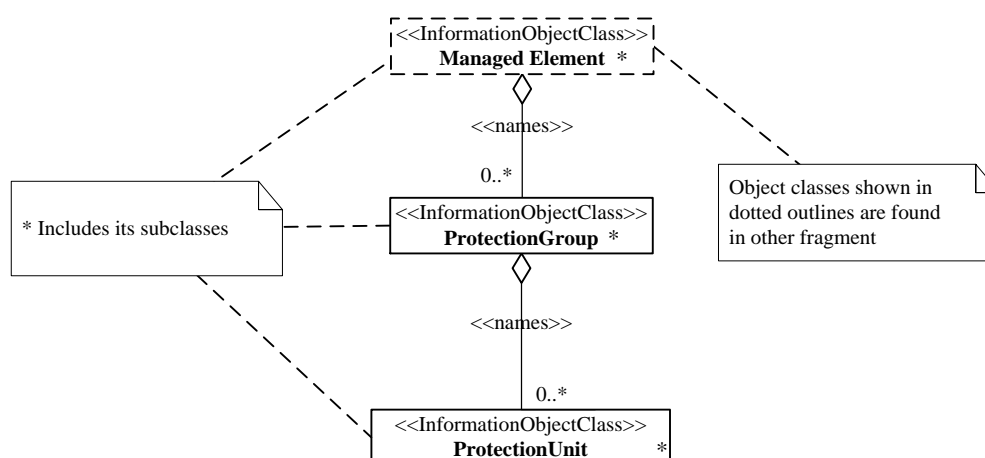 <<InformationObjectClass>>
Managed Element *
<<names>>
0..*
* Includes its subclasses
<<InformationObjectClass>>
ProtectionGroup *
Object classes shown in
dotted outlines are found
in other fragment
<<names>>
0..*
<<InformationObjectClass>>
ProtectionUnit *